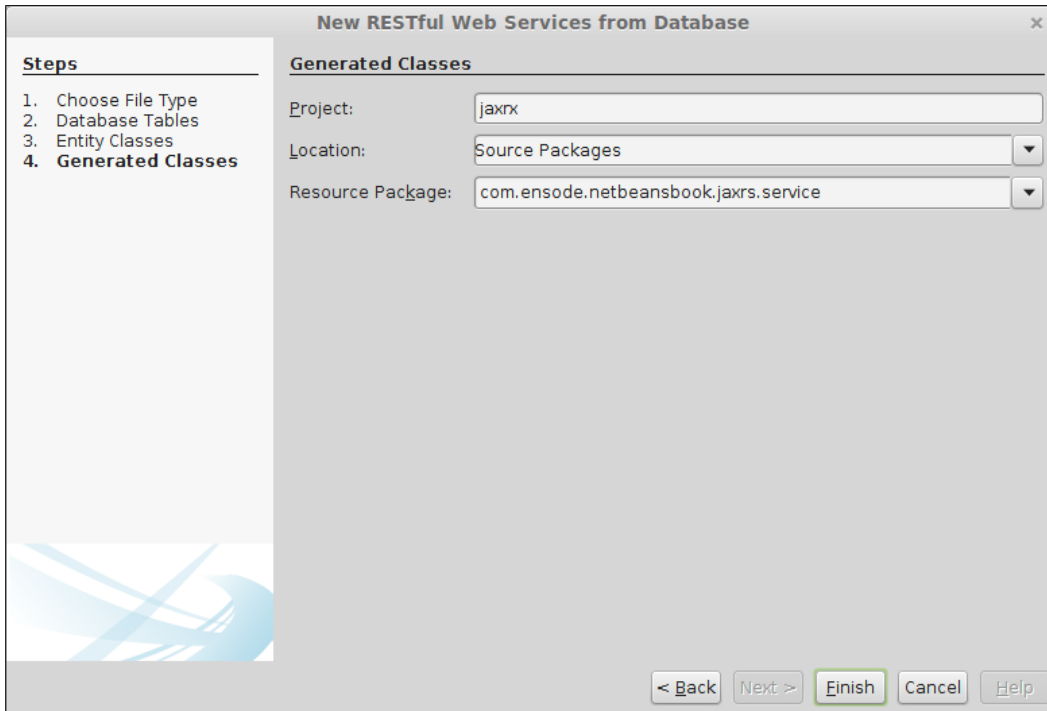 New RESTful Web Services from Database ×
Steps
1. Choose File Type
2. Database Tables
3. Entity Classes
4. Generated Classes
Generated Classes
Project: jaxrx
Location: Source Packages
Resource Package: com.ensode.netbeansbook.jaxrs.service
< Back Next > Finish Cancel Help